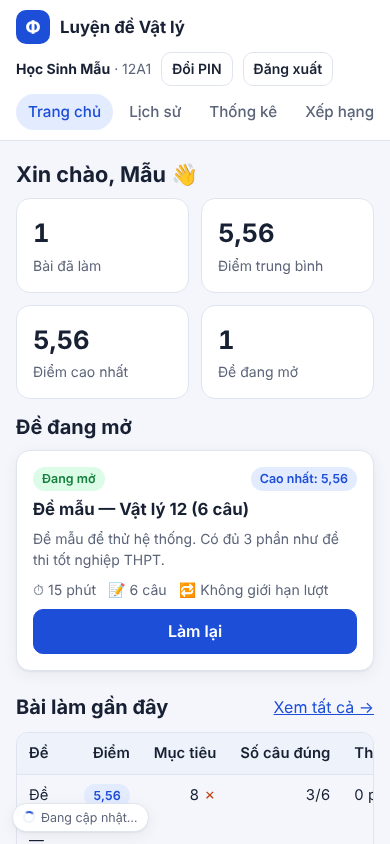 Φ Luyện đề Vật lý
Học Sinh Mẫu · 12A1 Đổi PIN Đăng xuất
Trang chủ Lịch sử Thống kê Xếp hạng
Xin chào, Mẫu 👋
1
Bài đã làm
5,56
Điểm trung bình
5,56
Điểm cao nhất
1
Đề đang mở
Đề đang mở
Đang mở Cao nhất: 5,56
Đề mẫu — Vật lý 12 (6 câu)
Đề mẫu để thử hệ thống. Có đủ 3 phần như đề
thi tốt nghiệp THPT.
⏱ 15 phút 📝 6 câu 🔁 Không giới hạn lượt
Làm lại
Bài làm gần đây Xem tất cả →
Đề Điểm Mục tiêu Số câu đúng
Đề 5,56 8 × 3/6 0
Đang cập nhật...
—